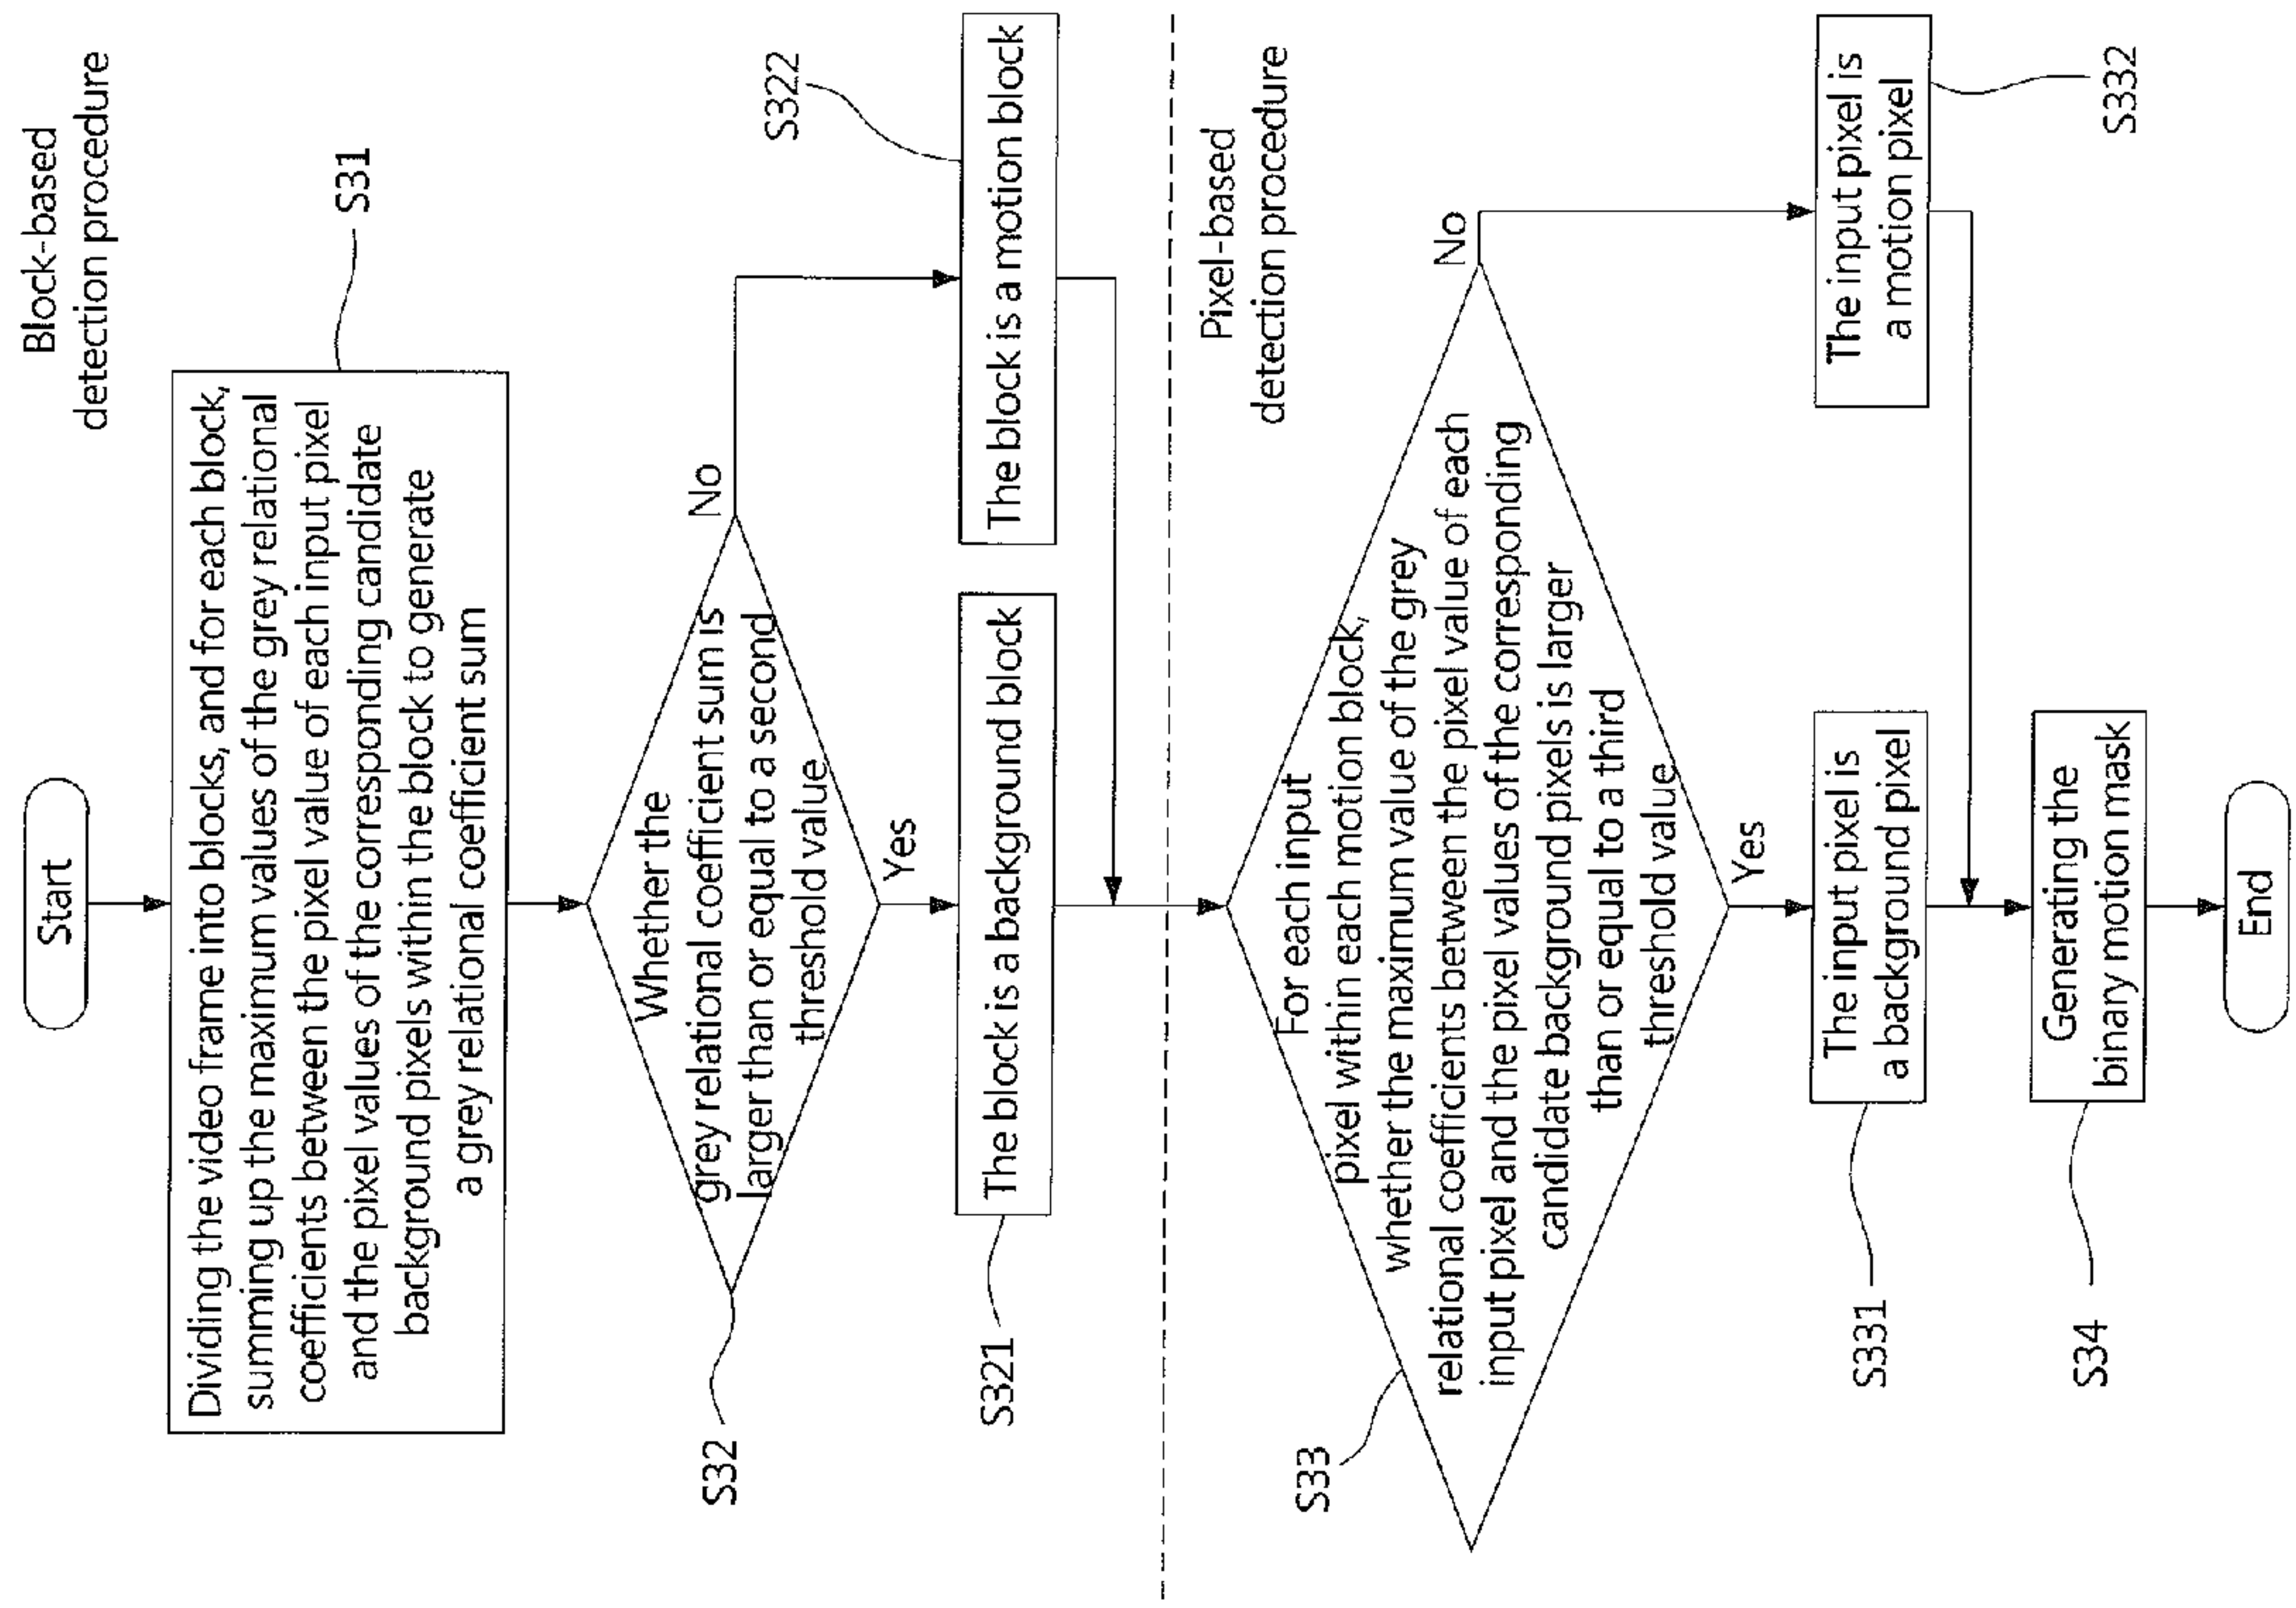 Block-based
detection procedure
Start
S31
Dividing the video frame into blocks, and for each block,
summing up the maximum values of the grey relational
coefficients between the pixel value of each input pixel
and the pixel values of the corresponding candidate
background pixels within the block to generate
a grey relational coefficient sum
S32
Whether the
grey relational coefficient sum is
larger than or equal to a second
threshold value
No
Yes
S322
The block is a motion block
S321
The block is a background block
Pixel-based
detection procedure
S33
For each input
pixel within each motion block,
whether the maximum value of the grey
relational coefficients between the pixel value of each
input pixel and the pixel values of the corresponding
candidate background pixels is larger
than or equal to a third
threshold value
No
Yes
The input pixel is
a motion pixel
S332
The input pixel is
a background pixel
S331
Generating the
binary motion mask
S34
End